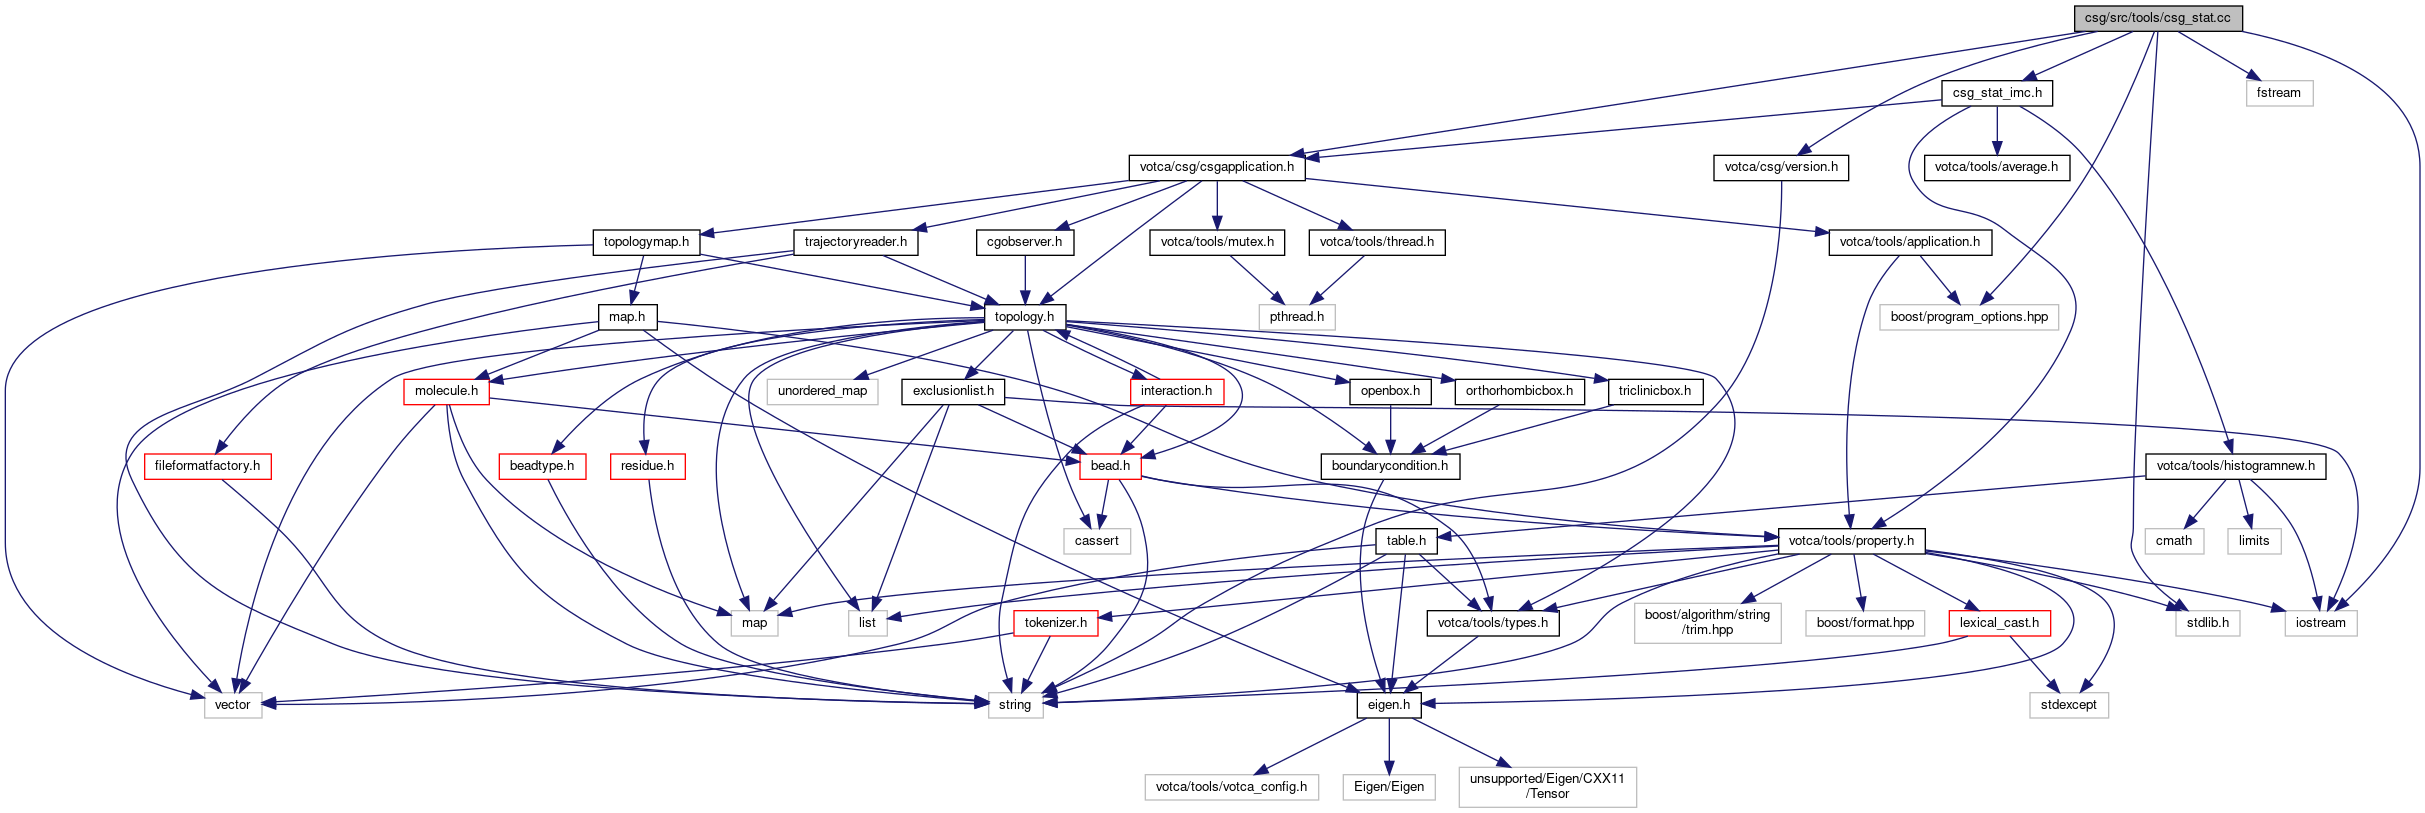 csg/src/tools/csg_stat.cc
csg_stat_imc.h
fstream
votca/csg/csgapplication.h
votca/csg/version.h
votca/tools/average.h
topologymap.h
trajectoryreader.h
cgobserver.h
votca/tools/mutex.h
votca/tools/thread.h
votca/tools/application.h
map.h
topology.h
pthread.h
boost/program_options.hpp
molecule.h
unordered_map
exclusionlist.h
interaction.h
openbox.h
orthorhombicbox.h
triclinicbox.h
fileformatfactory.h
beadtype.h
residue.h
bead.h
boundarycondition.h
votca/tools/histogramnew.h
cassert
table.h
votca/tools/property.h
cmath
limits
map
list
tokenizer.h
votca/tools/types.h
boost/algorithm/string
/trim.hpp
boost/format.hpp
lexical_cast.h
stdlib.h
iostream
vector
string
eigen.h
stdexcept
votca/tools/votca_config.h
Eigen/Eigen
unsupported/Eigen/CXX11
/Tensor